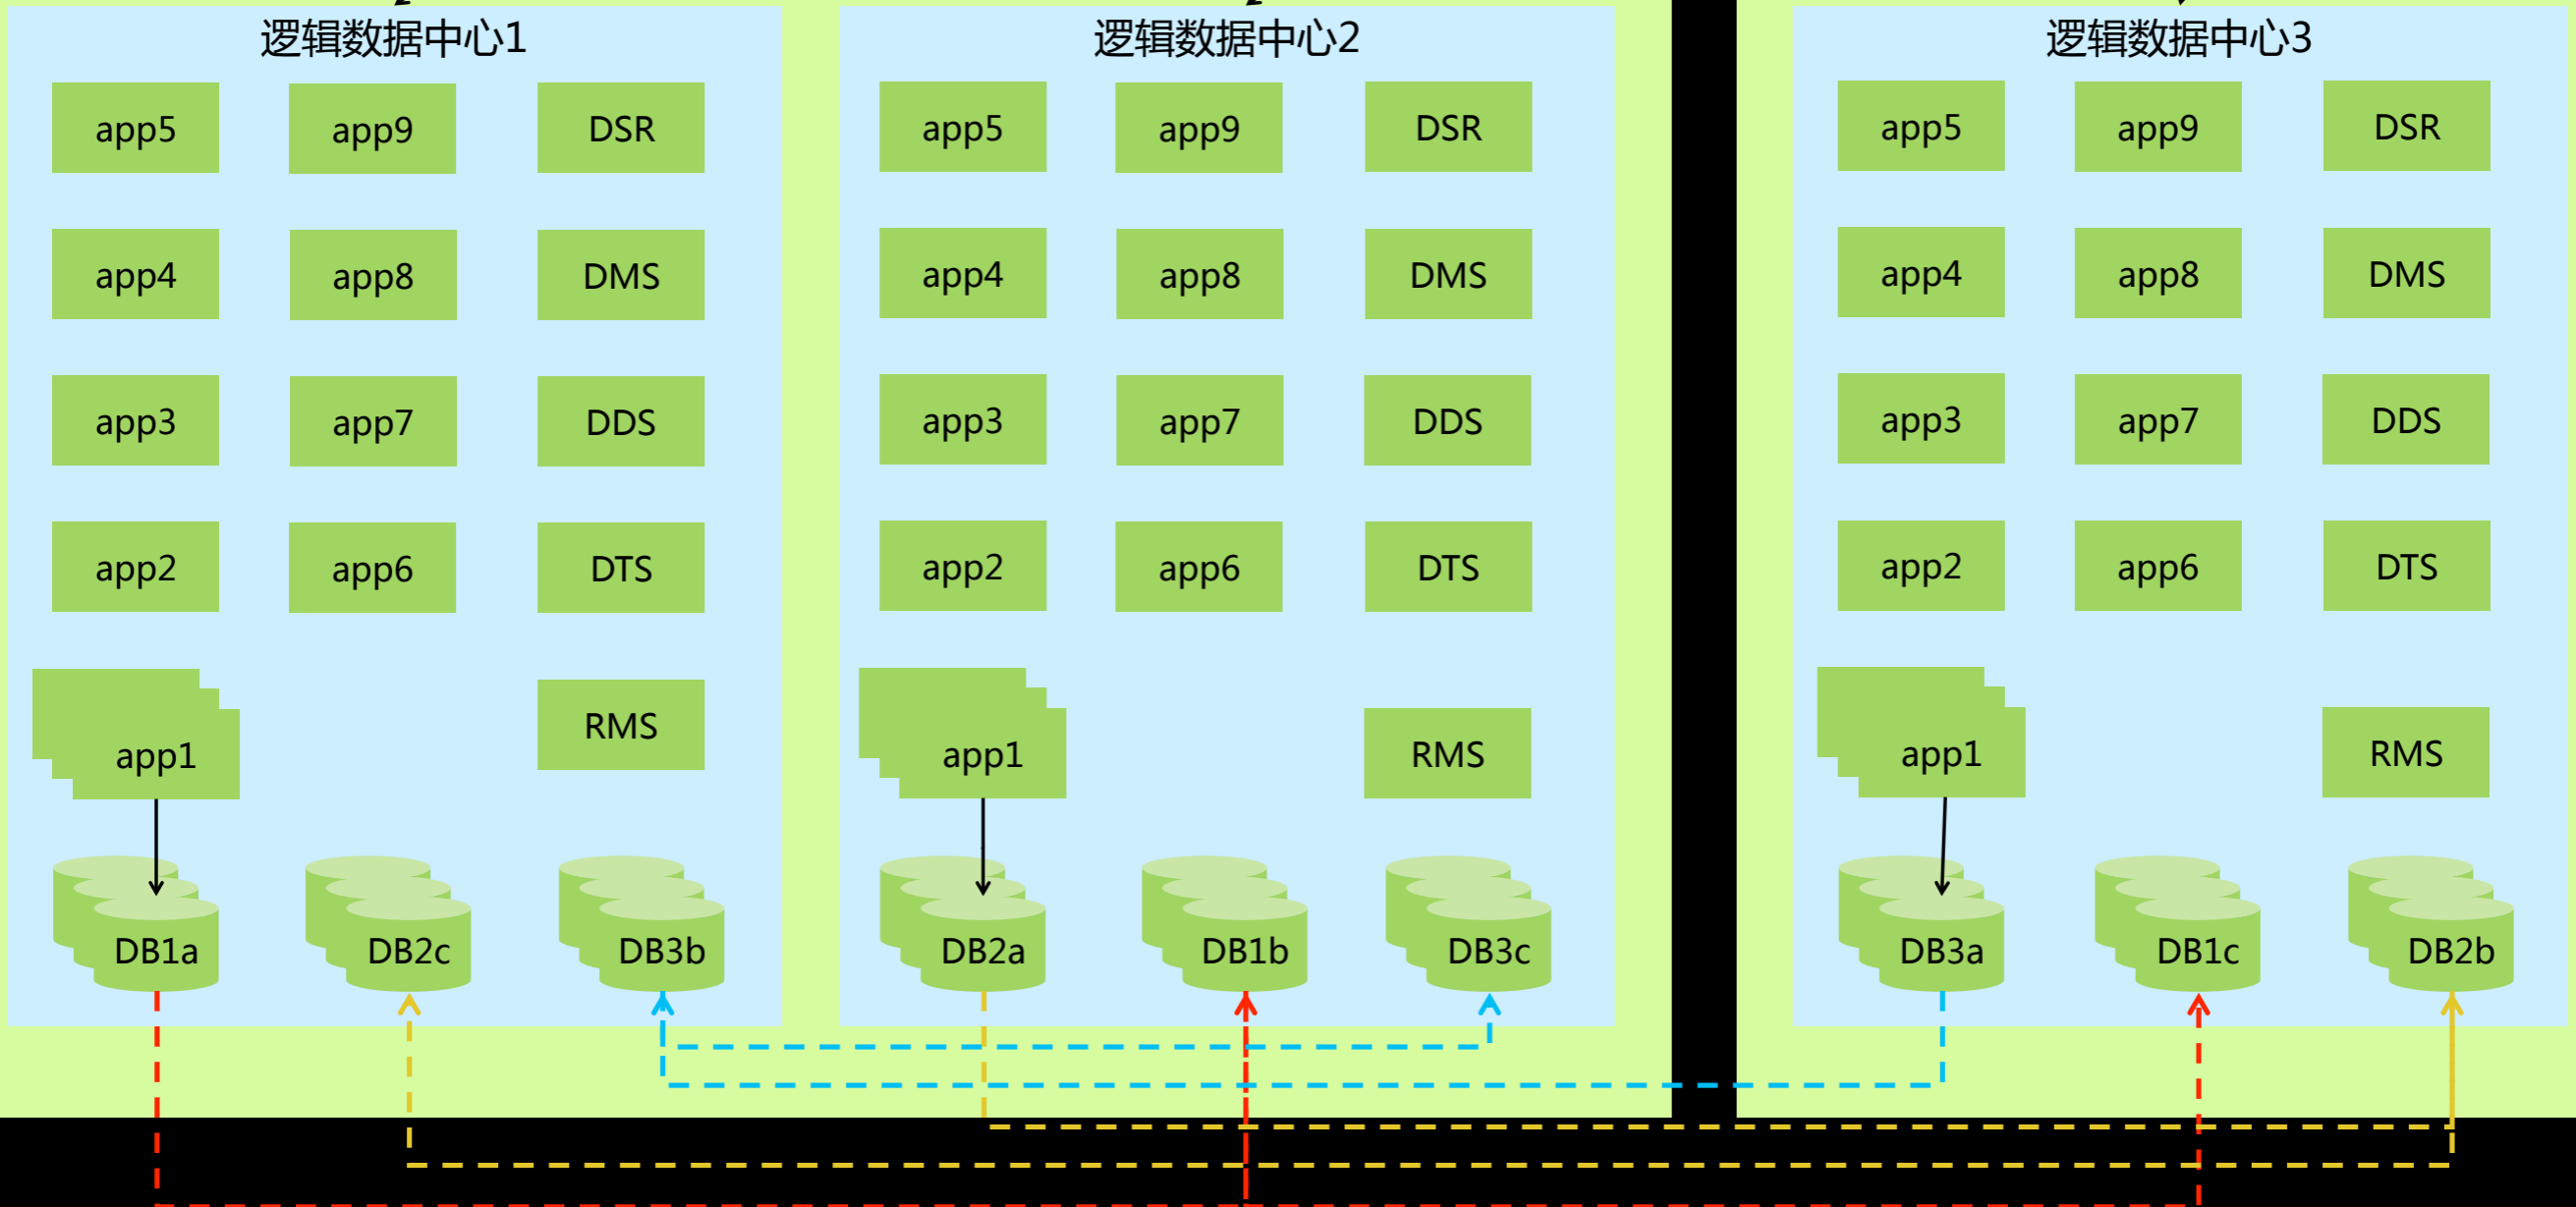 逻辑数据中心1
app5 app9 DSR
app4 app8 DMS
app3 app7 DDS
app2 app6 DTS
RMS
app1
DB1a DB2c DB3b
逻辑数据中心2
app5 app9 DSR
app4 app8 DMS
app3 app7 DDS
app2 app6 DTS
app1 RMS
DB2a DB1b DB3c
逻辑数据中心3
app5 app9 DSR
app4 app8 DMS
app3 app7 DDS
app2 app6 DTS
app1 RMS
DB3a DB1c DB2b